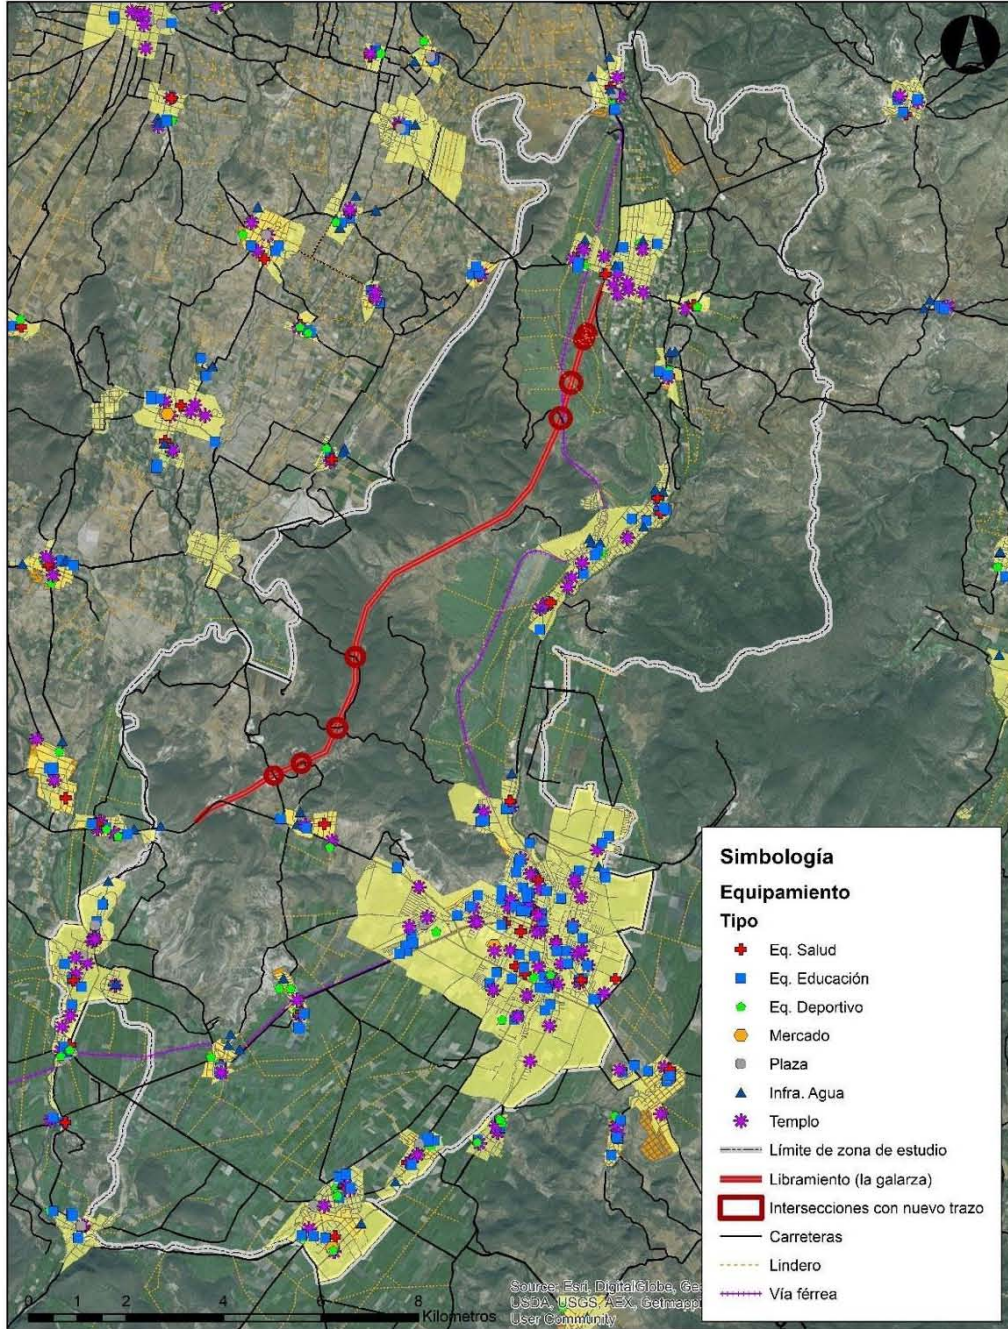 Simbología
Equipamiento
Tipo
Eq. Salud
Eq. Educación
Eq. Deportivo
Mercado
Plaza
Infra. Agua
Templo
Límite de zona de estudio
Libramiento (la galarza)
Intersecciones con nuevo trazo
Carreteras
Lindero
Vía férrea
Source: Esri, DigitalGlobe,
USDA, USGS, AEX, Getmapp
User Community
0 1 2 4 6 8
Kilometros